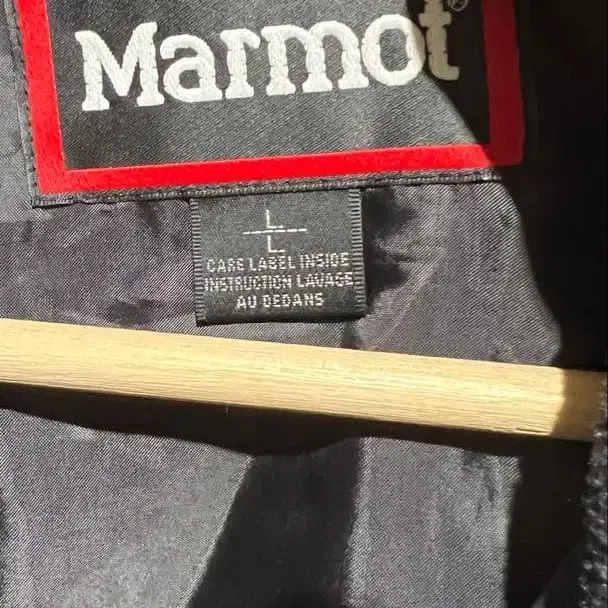 Marmot®
L
L
CARE LABEL INSIDE
INSTRUCTION LAVAGE
AU DEDANS